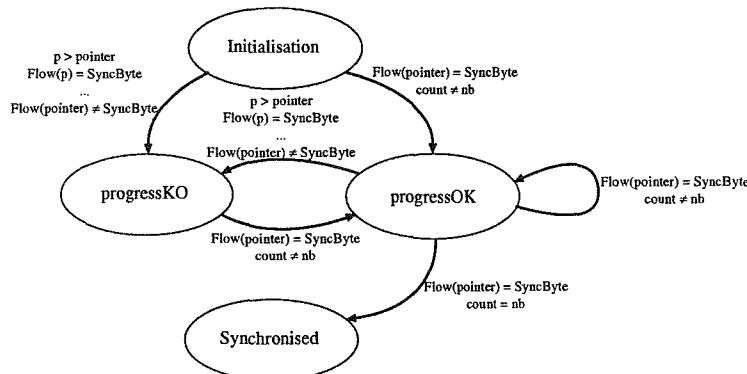 Initialisation
p > pointer
Flow(p) = SyncByte
...
Flow(pointer) ≠ SyncByte
Flow(pointer) = SyncByte
count ≠ nb
p > pointer
Flow(p) = SyncByte
...
Flow(pointer) ≠ SyncByte
progressKO
progressOK
Flow(pointer) = SyncByte
count ≠ nb
Flow(pointer) = SyncByte
count ≠ nb
Flow(pointer) = SyncByte
count = nb
Synchronised